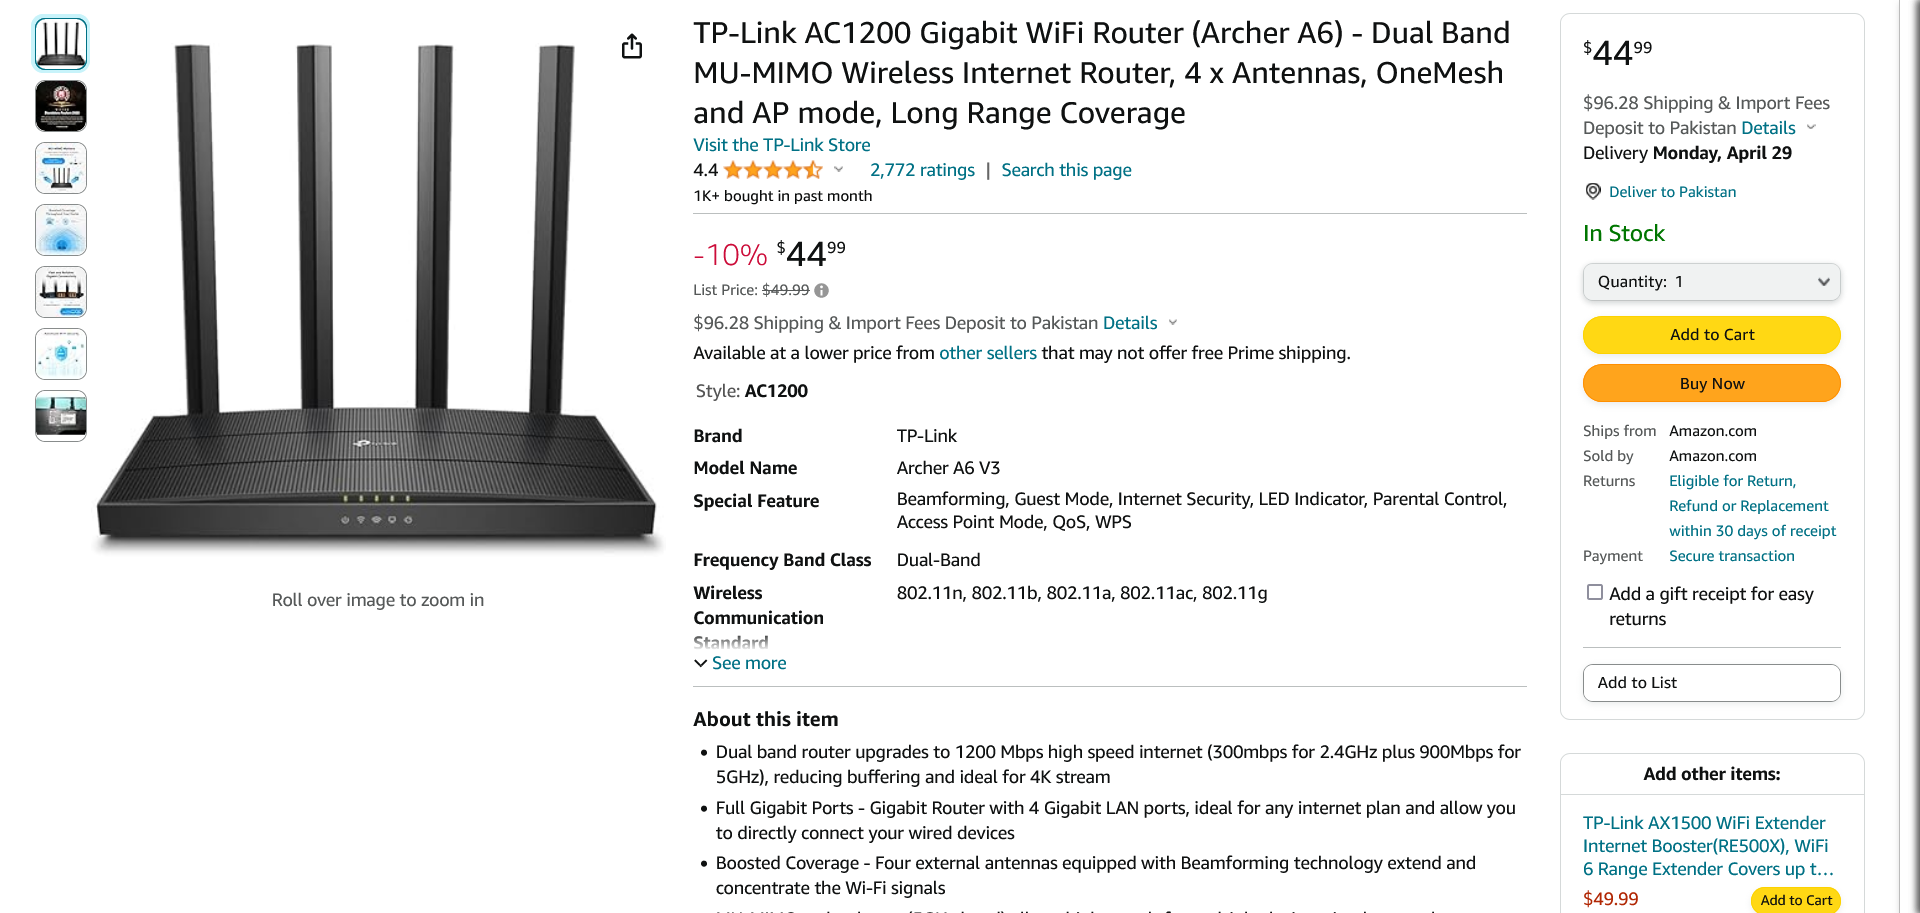 TP-Link AC1200 Gigabit WiFi Router (Archer A6) - Dual Band
MU-MIMO Wireless Internet Router, 4 x Antennas, OneMesh
and AP mode, Long Range Coverage
Visit the TP-Link Store
4.4
2,772 ratings | Search this page
1K+ bought in past month
-10% $4499
List Price: $49.99
$96.28 Shipping & Import Fees Deposit to Pakistan Details
Available at a lower price from other sellers that may not offer free Prime shipping.
Style: AC1200
Brand TP-Link
Model Name Archer A6 V3
Special Feature Beamforming, Guest Mode, Internet Security, LED Indicator, Parental Control,
Access Point Mode, QoS, WPS
Frequency Band Class Dual-Band
Wireless 802.11n, 802.11b, 802.11a, 802.11ac, 802.11g
Communication
Standard
See more
About this item
• Dual band router upgrades to 1200 Mbps high speed internet (300mbps for 2.4GHz plus 900Mbps for
5GHz), reducing buffering and ideal for 4K stream
• Full Gigabit Ports - Gigabit Router with 4 Gigabit LAN ports, ideal for any internet plan and allow you
to directly connect your wired devices
• Boosted Coverage - Four external antennas equipped with Beamforming technology extend and
concentrate the Wi-Fi signals
Roll over image to zoom in
$4499
$96.28 Shipping & Import Fees
Deposit to Pakistan Details
Delivery Monday, April 29
Deliver to Pakistan
In Stock
Quantity: 1
Add to Cart
Buy Now
Ships from Amazon.com
Sold by Amazon.com
Returns Eligible for Return,
Refund or Replacement
within 30 days of receipt
Payment Secure transaction
Add a gift receipt for easy
returns
Add to List
Add other items:
TP-Link AX1500 WiFi Extender
Internet Booster(RE500X), WiFi
6 Range Extender Covers up t...
$49.99
Add to Cart